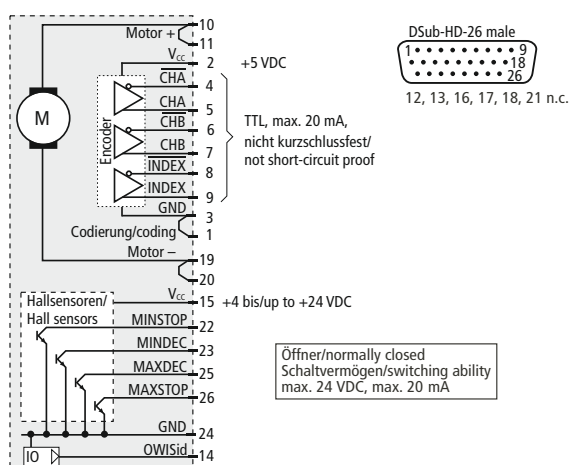 Motor + 10
11
DSub-HD-26 male
1 9
18
26
12, 13, 16, 17, 18, 21 n.c.
VCC 2 +5 VDC
CHA 4
CHA 5
CHB 6
CHB 7
INDEX 8
INDEX 9
GND 3
Codierung/coding 1
M
Encoder
TTL, max. 20 mA,
nicht kurzschlussfest/
not short-circuit proof
Motor – 19
20
VCC 15 +4 bis/up to +24 VDC
Hallsensoren/
Hall sensors
MINSTOP 22
MINDEC 23
MAXDEC 25
MAXSTOP 26
Öffner/normally closed
Schaltvermögen/switching ability
max. 24 VDC, max. 20 mA
GND 24
IO OWISid 14